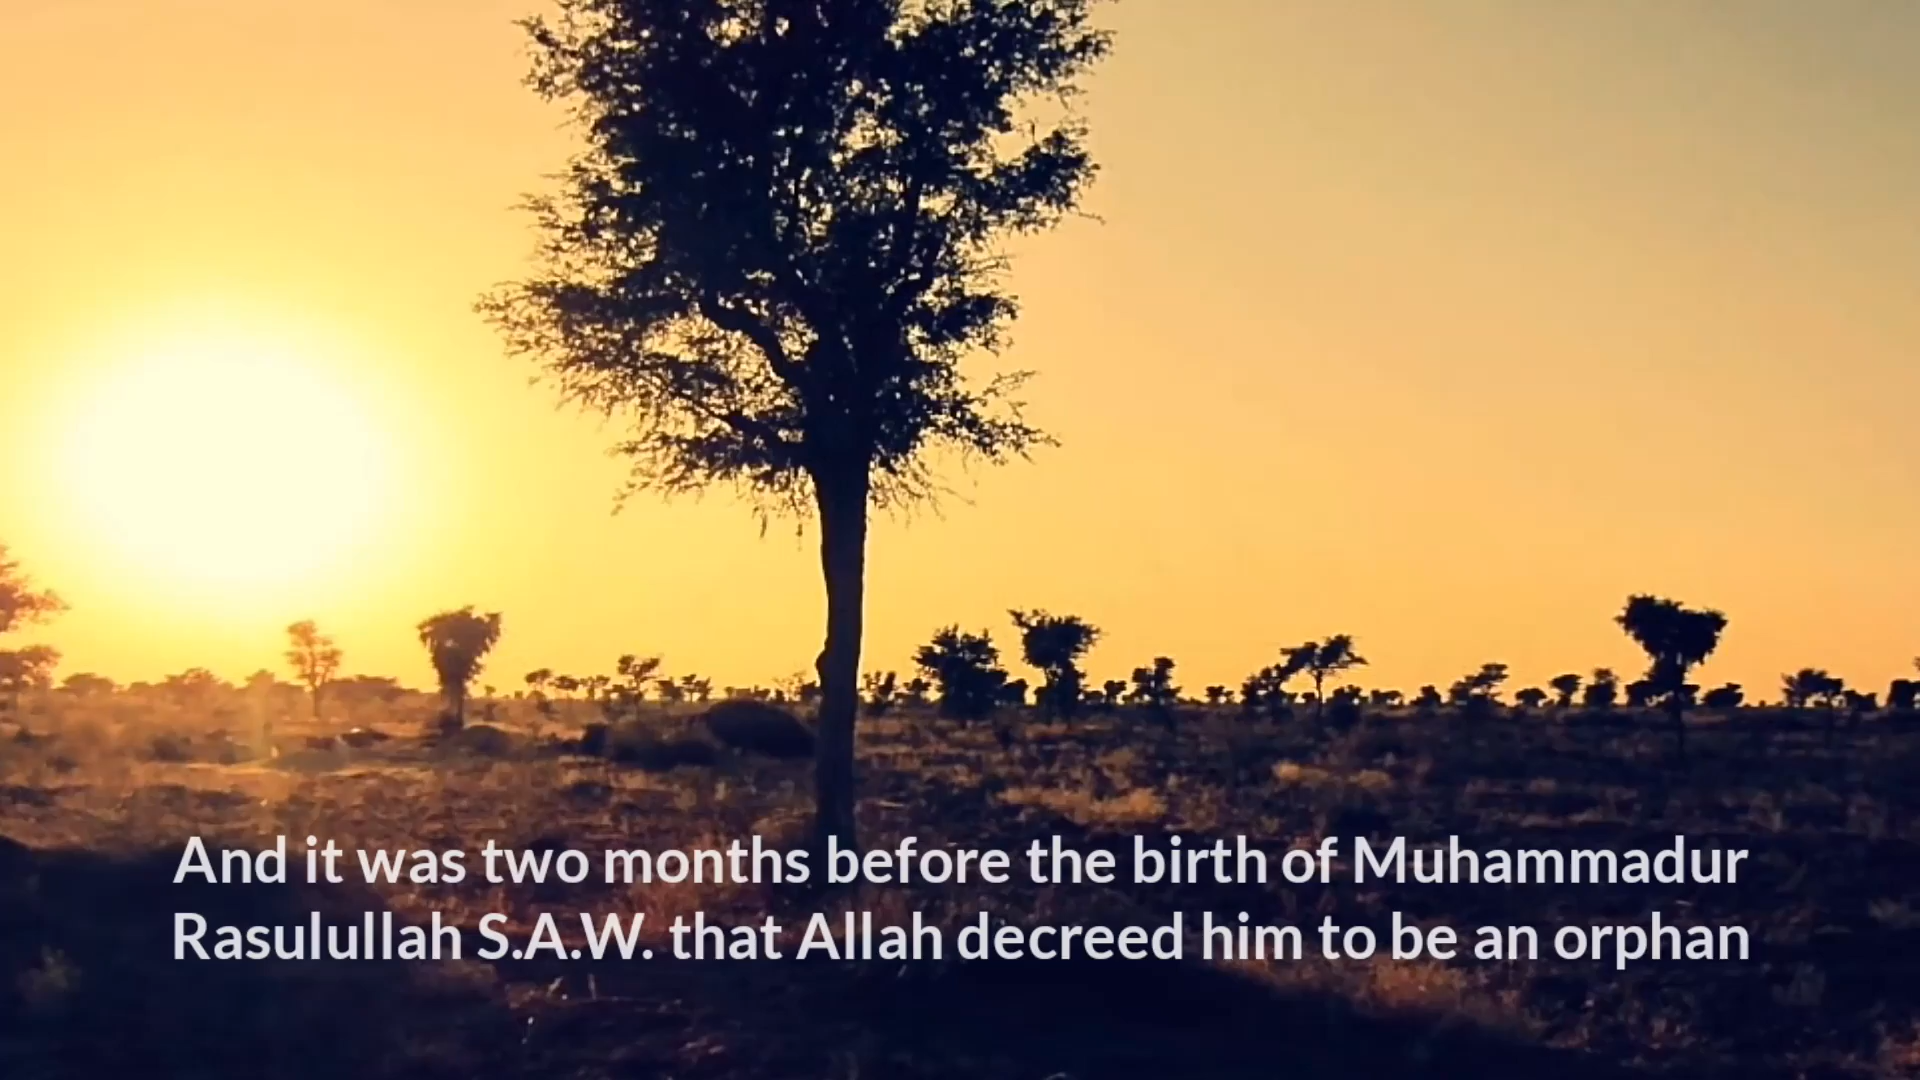 And it was two months before the birth of Muhammadur
Rasulullah S.A.W. that Allah decreed him to be an orphan